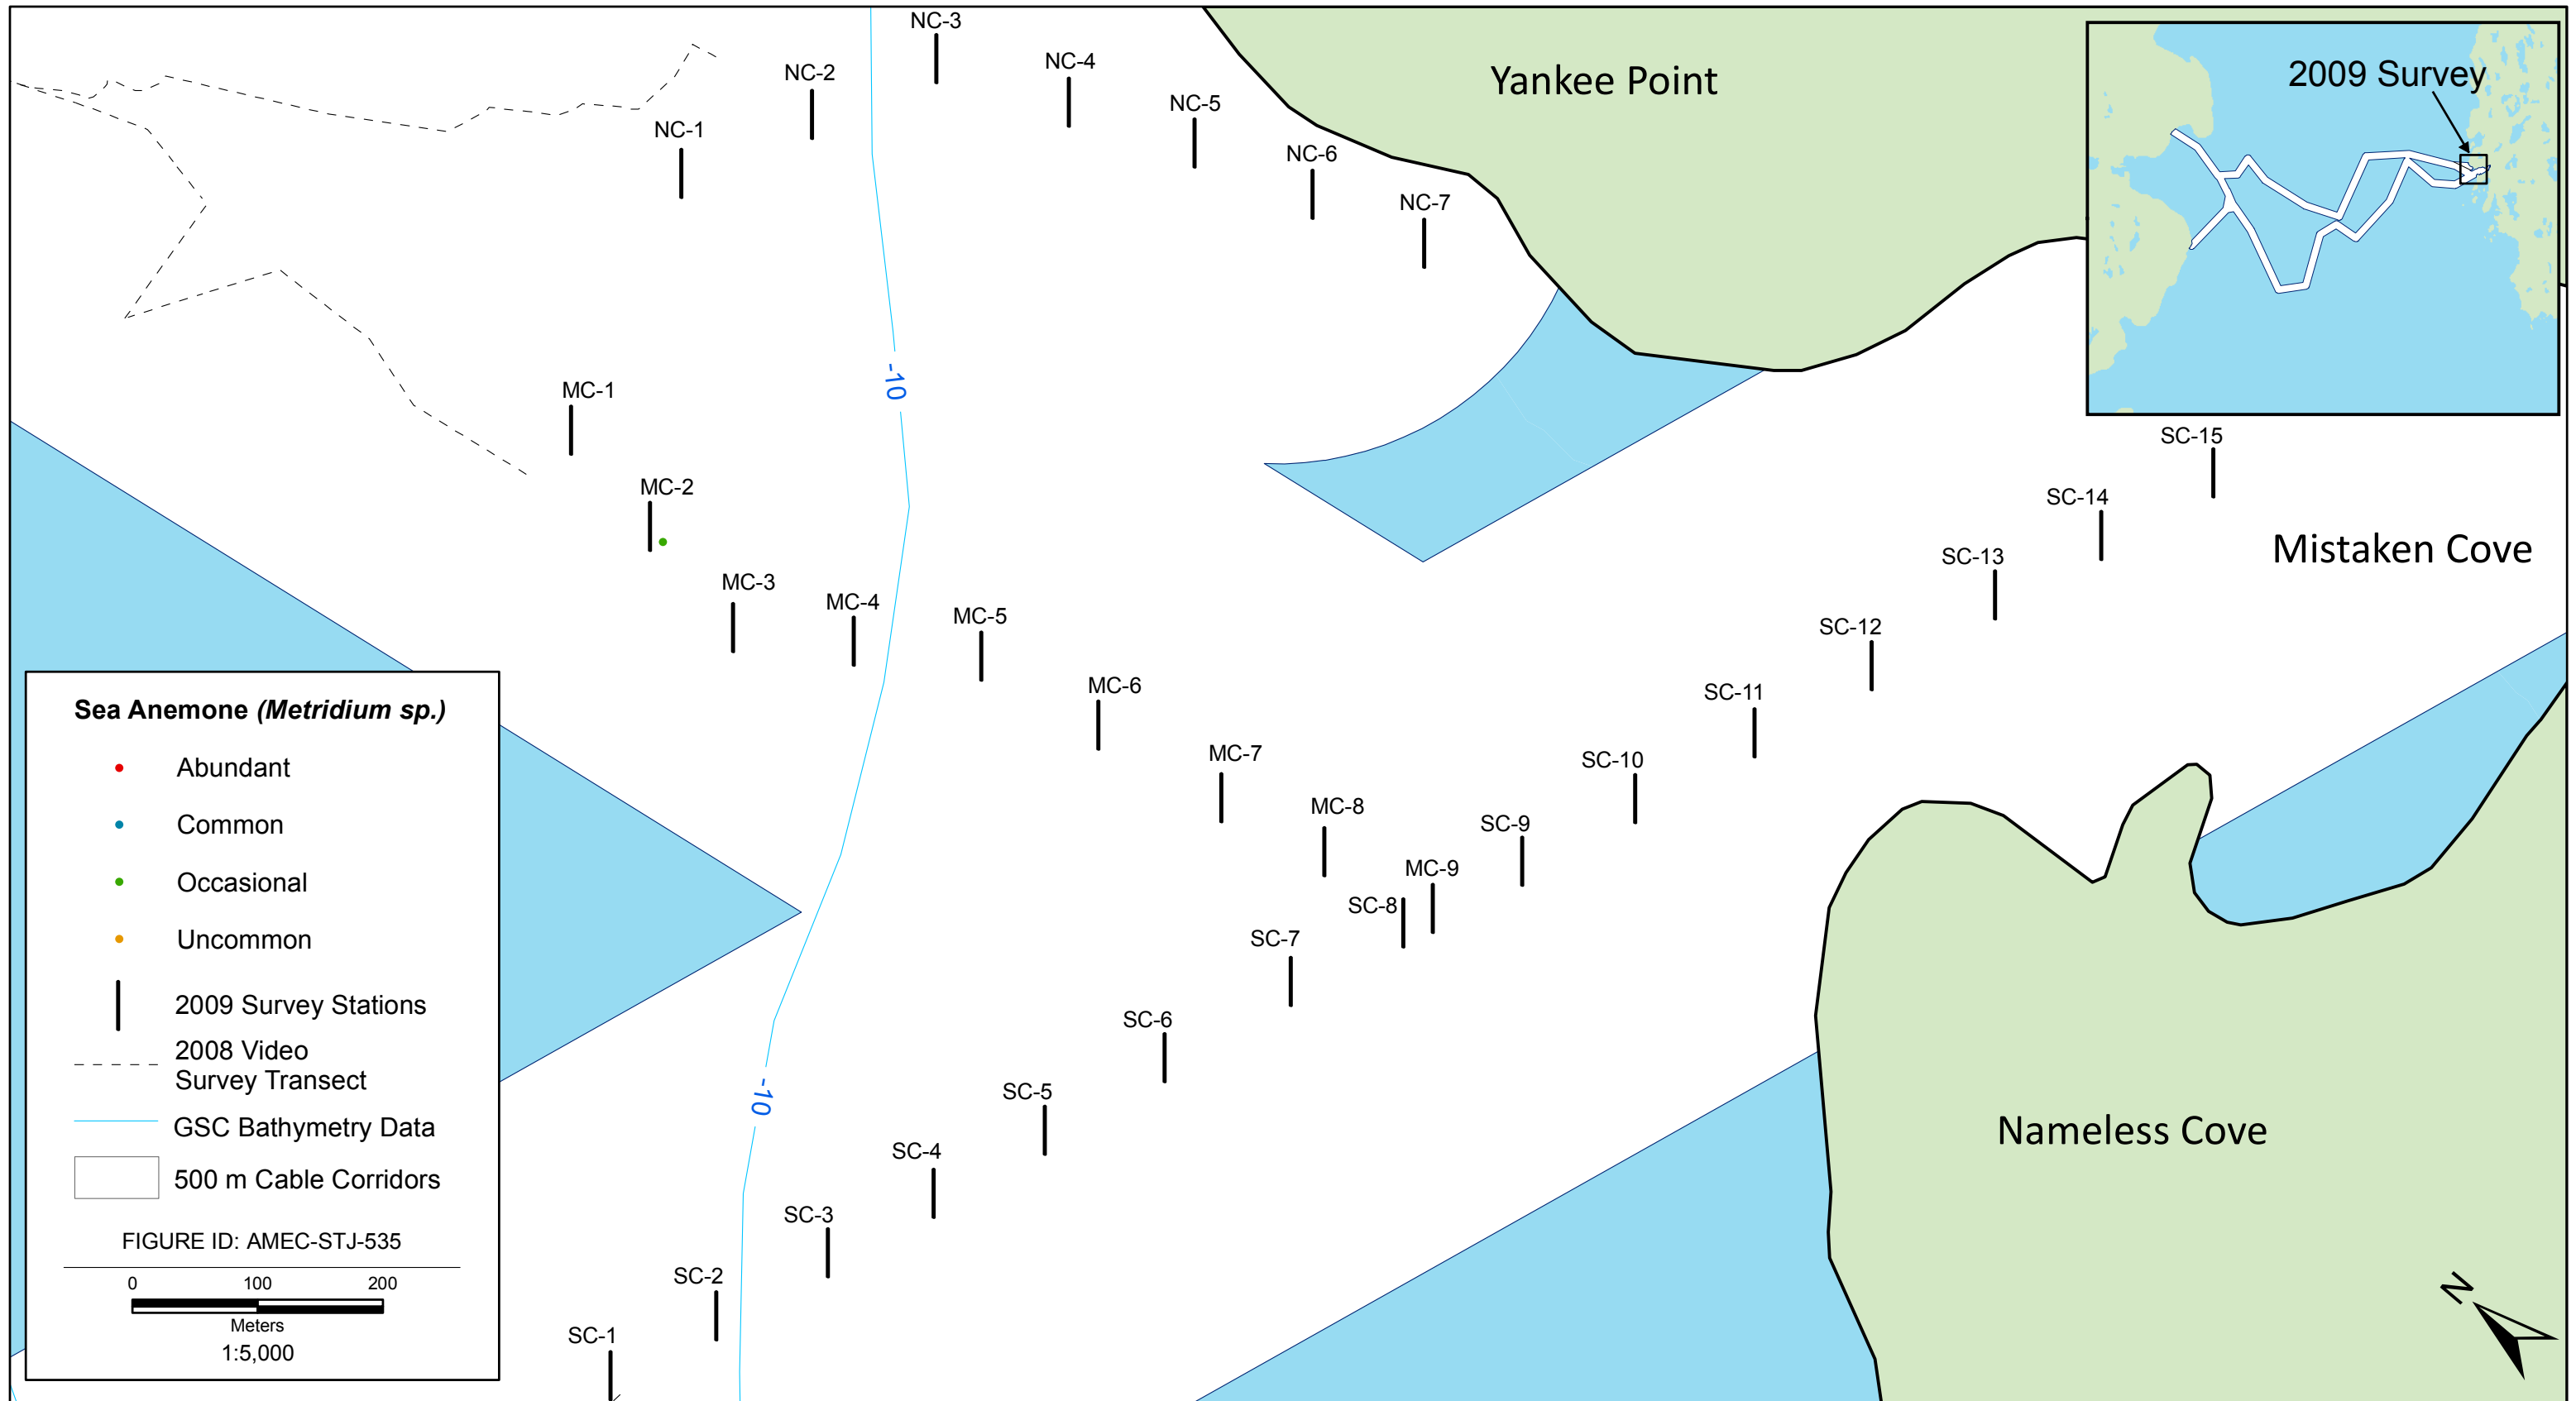 NC-3
NC-4
NC-2
NC-5
NC-1
NC-6
NC-7
Yankee Point
2009 Survey
MC-1
-10
MC-2
MC-3
MC-4
MC-5
MC-6
MC-7
MC-8
MC-9
SC-15
SC-14
Mistaken Cove
SC-13
SC-12
SC-11
SC-10
SC-9
SC-8
SC-7
SC-6
SC-5
-10
SC-4
SC-3
SC-2
SC-1
Nameless Cove
N
Sea Anemone (Metridium sp.)
Abundant
Common
Occasional
Uncommon
2009 Survey Stations
2008 Video
Survey Transect
GSC Bathymetry Data
500 m Cable Corridors
FIGURE ID: AMEC-STJ-535
0 100 200
Meters
1:5,000